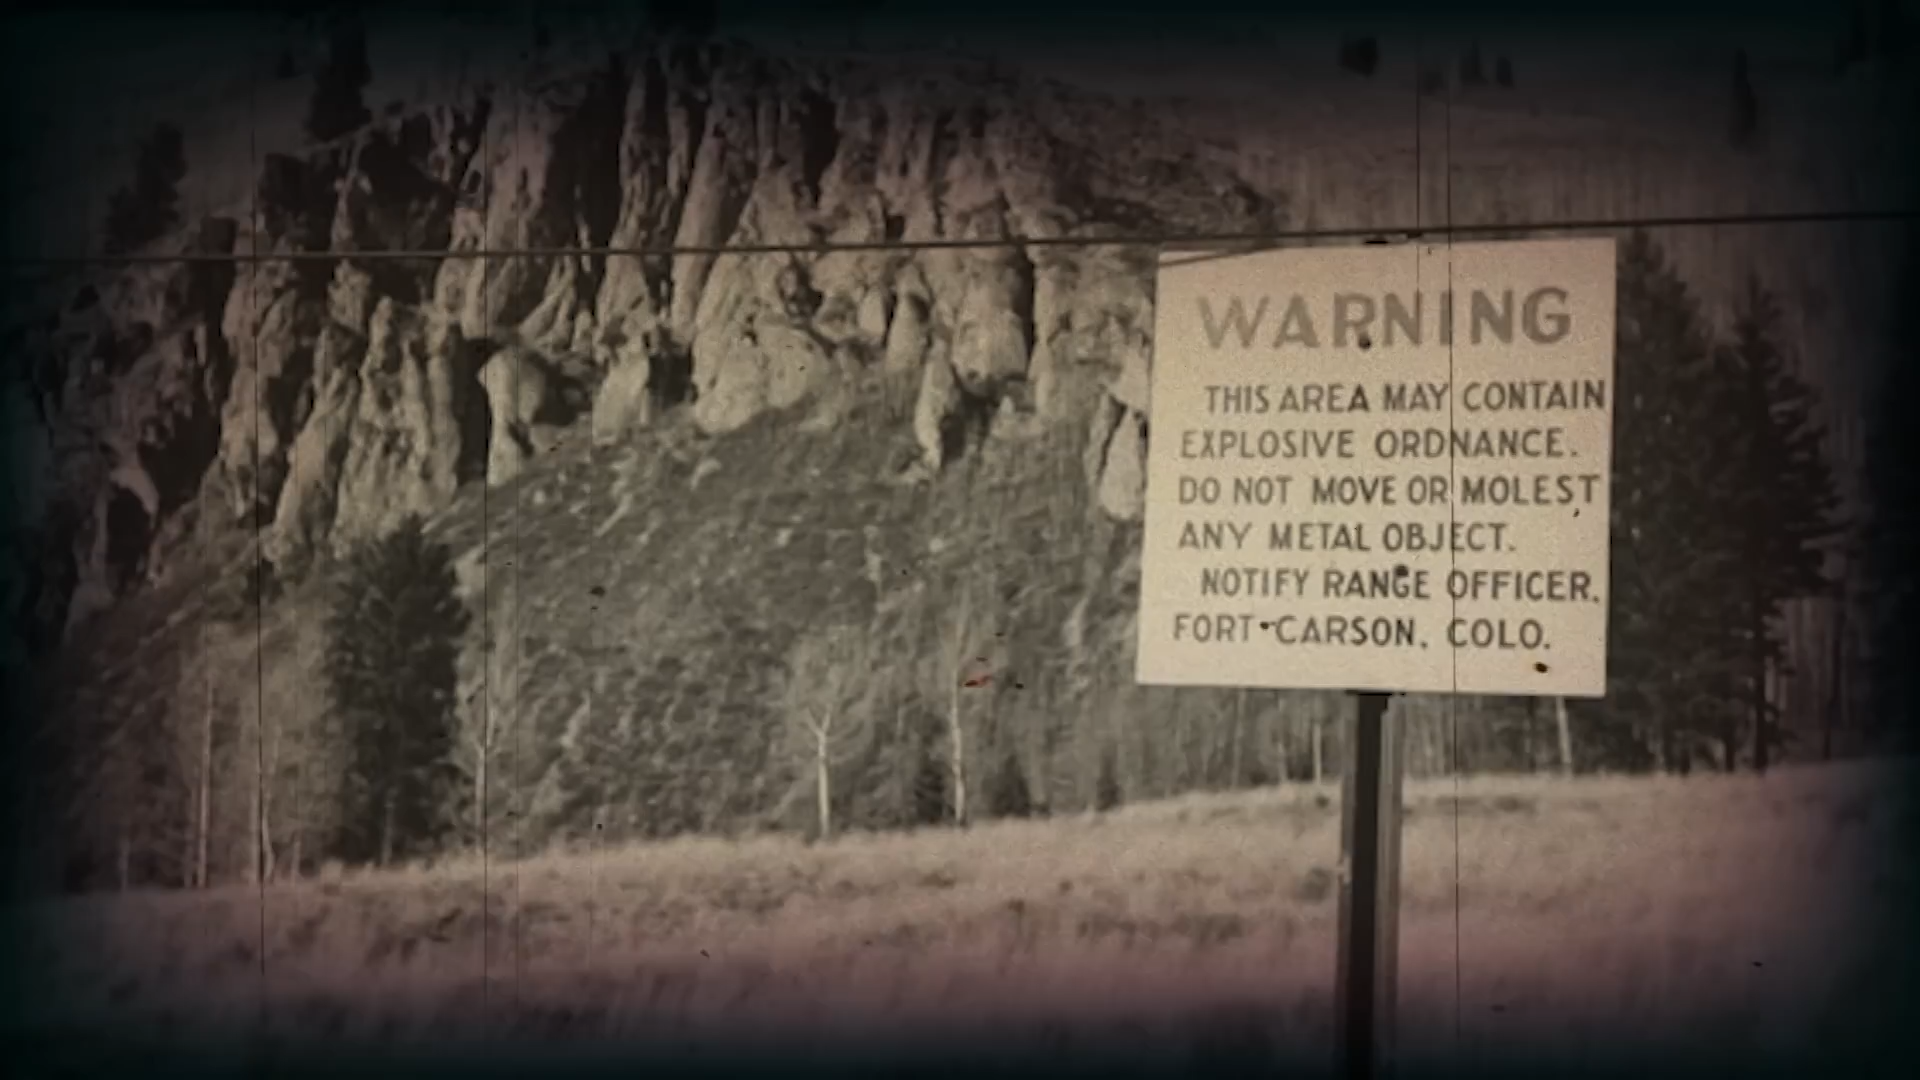 WARNING
THIS AREA MAY CONTAIN
EXPLOSIVE ORDNANCE.
DO NOT MOVE OR MOLEST
ANY METAL OBJECT.
NOTIFY RANGE OFFICER,
FORT CARSON, COLO.